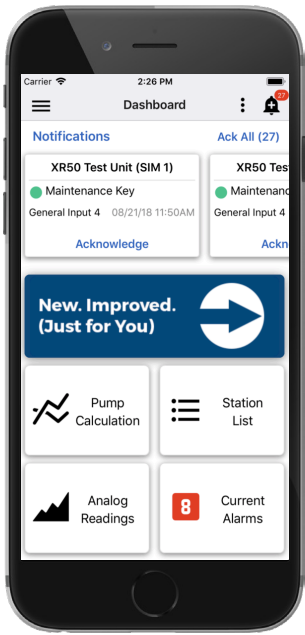 Carrier 2:26 PM
27
Dashboard
Notifications Ack All (27)
XR50 Test Unit (SIM 1) XR50 Tes
Maintenance Key Maintenanc
General Input 4 08/21/18 11:50AM General Input 4
Acknowledge Ackn
New. Improved.
(Just for You)
Pump
Calculation
Station
List
Analog
Readings
8
Current
Alarms